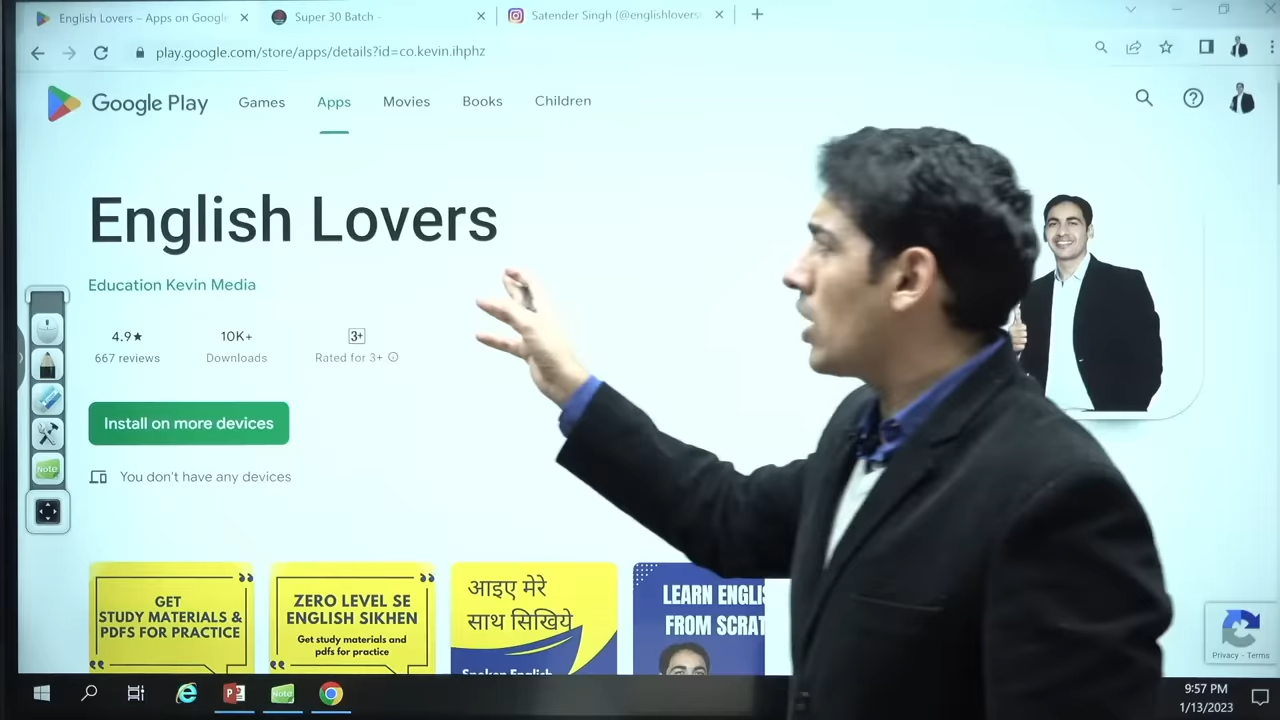 English Lovers – Apps on Google
Super 30 Batch -
Satender Singh (@englishlovers
play.google.com/store/apps/details?id=co.kevin.ihphz
Google Play
Games
Apps
Movies
Books
Children
English Lovers
Education Kevin Media
4.9★
10K+
3+
667 reviews
Downloads
Rated for 3+
Install on more devices
You don't have any devices
GET
STUDY MATERIALS &
PDFS FOR PRACTICE
ZERO LEVEL SE
ENGLISH SIKHEN
Get study materials and
pdfs for practice
आइए मेरे
साथ सिखिये
Spoken English
LEARN ENGLIS
FROM SCRAT
Note
Privacy - Terms
Note
9:57 PM
1/13/2023